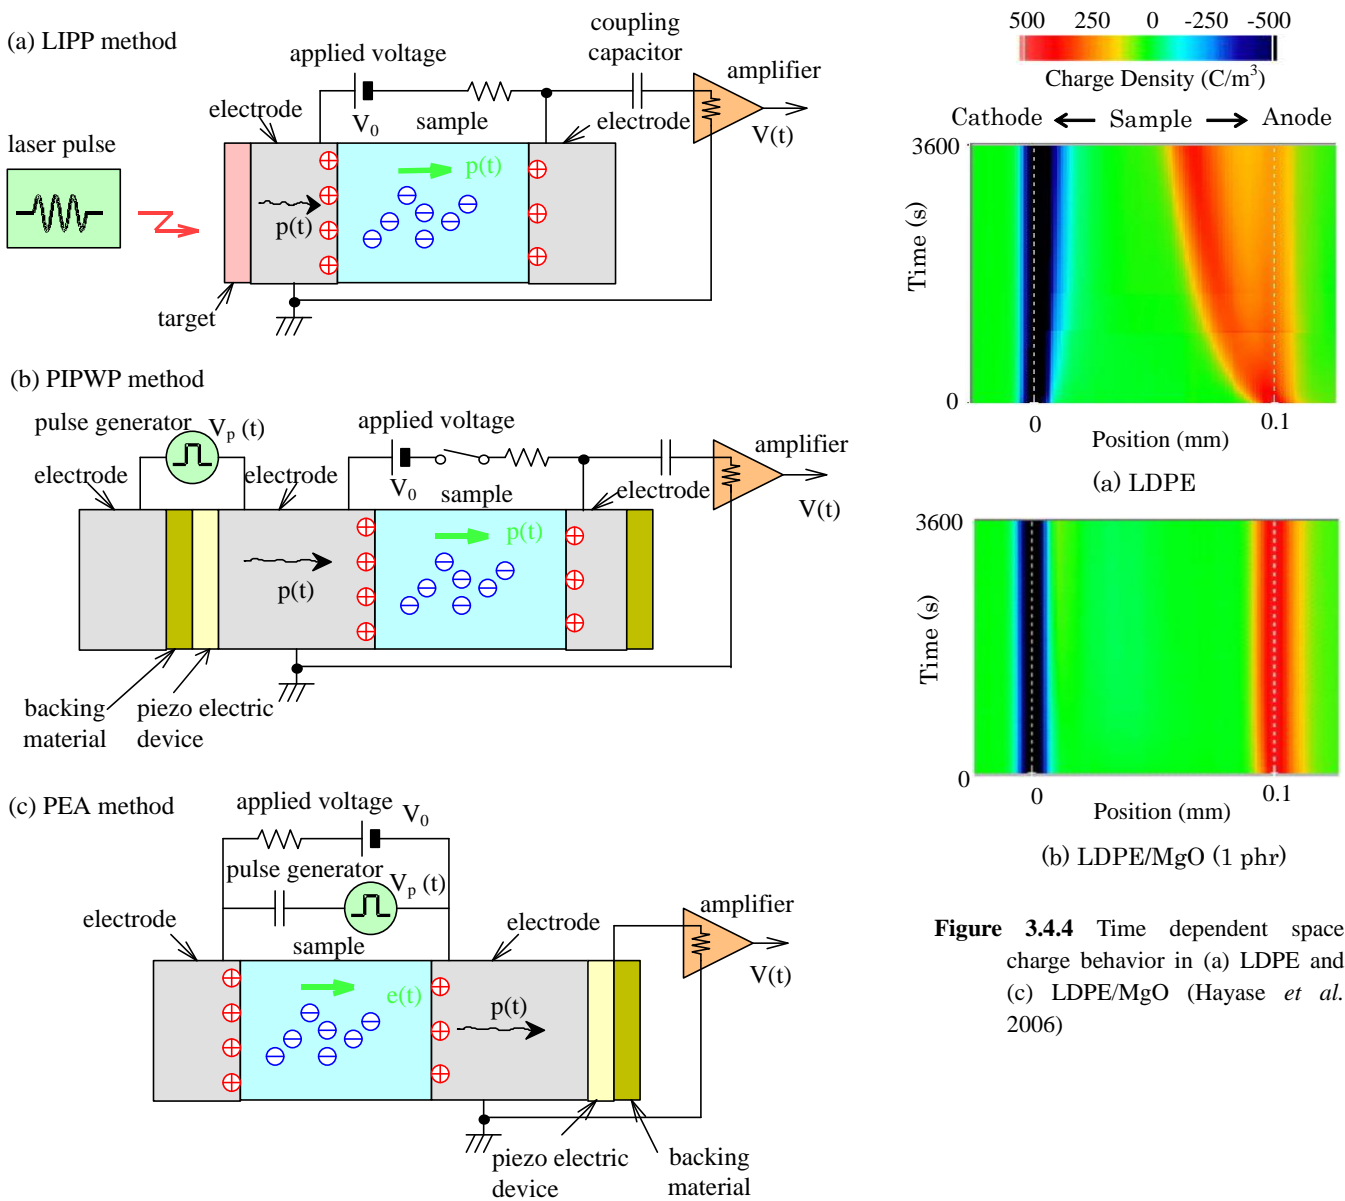 (a) LIPP method
coupling
capacitor
applied voltage
amplifier
electrode
V0
sample
electrode
V(t)
laser pulse
p(t)
p(t)
target
(b) PIPWP method
pulse generator
Vp (t)
applied voltage
amplifier
electrode
electrode
V0
sample
electrode
V(t)
p(t)
p(t)
backing
material
piezo electric
device
(c) PEA method
applied voltage
V0
pulse generator
Vp (t)
electrode
electrode
amplifier
sample
V(t)
e(t)
p(t)
piezo electric
device
backing
material
500 250 0 -250 -500
Charge Density (C/m3)
Cathode Sample Anode
3600
Time (s)
0
0 0.1
Position (mm)
(a) LDPE
3600
Time (s)
0
0 0.1
Position (mm)
(b) LDPE/MgO (1 phr)
Figure 3.4.4 Time dependent space
charge behavior in (a) LDPE and
(c) LDPE/MgO (Hayase et al.
2006)